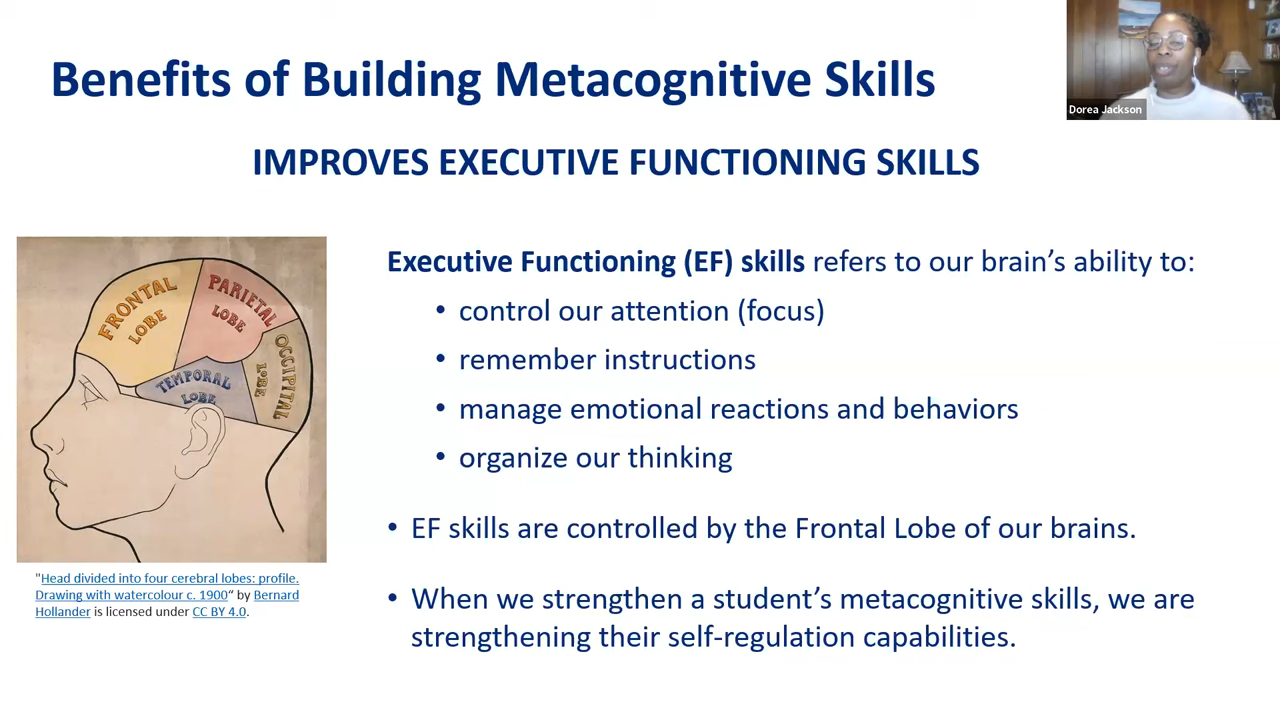 Benefits of Building Metacognitive Skills
Dorea Jackson
IMPROVES EXECUTIVE FUNCTIONING SKILLS
FRONTAL
LOBE
PARIETAL
LOBE
OCCIPITAL
LOBE
TEMPORAL
LOBE
"Head divided into four cerebral lobes: profile.
Drawing with watercolour c. 1900“ by Bernard
Hollander is licensed under CC BY 4.0.
Executive Functioning (EF) skills refers to our brain’s ability to:
• control our attention (focus)
• remember instructions
• manage emotional reactions and behaviors
• organize our thinking
• EF skills are controlled by the Frontal Lobe of our brains.
• When we strengthen a student’s metacognitive skills, we are
strengthening their self-regulation capabilities.